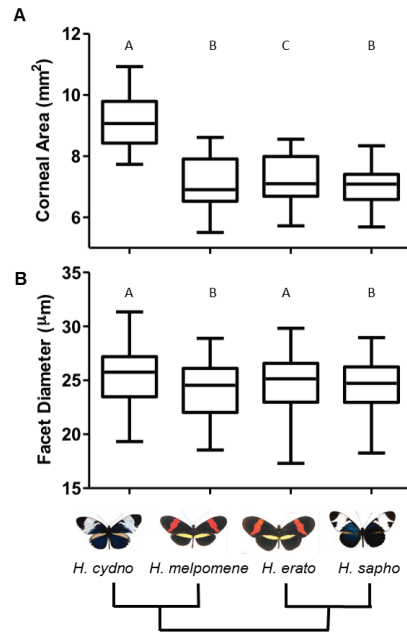 A
Corneal Area (mm²)
12
10
8
6
A B C B
B
Facet Diameter (µm)
35
30
25
20
15
A B A B
H. cydno H. melpomene H. erato H. sapho